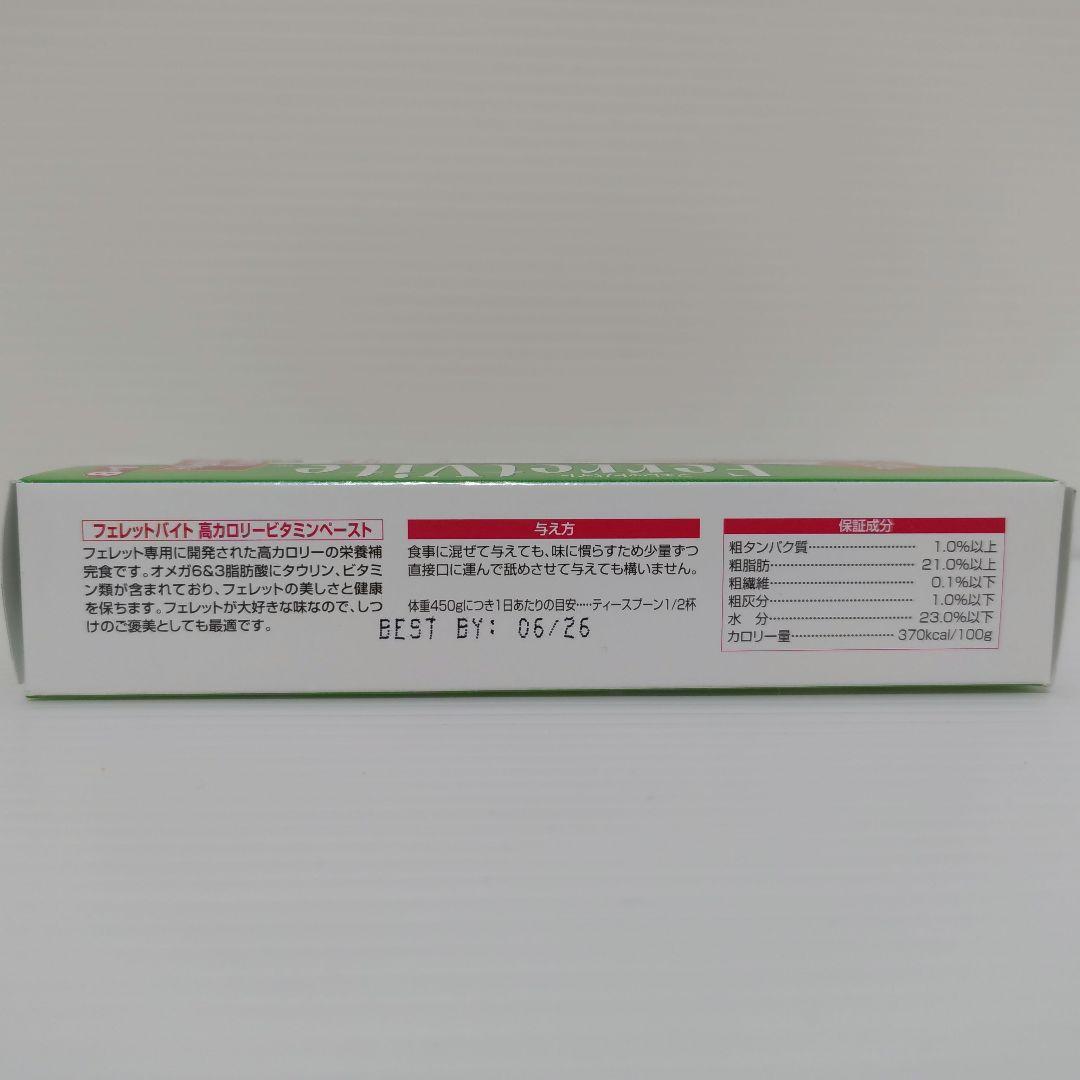 FerretVite
フェレットバイト 高カロリービタミンペースト
フェレット専用に開発された高カロリーの栄養補
完食です。オメガ6&3脂肪酸にタウリン、ビタミ
ン類が含まれており、フェレットの美しさと健康
を保ちます。フェレットが大好きな味なので、しつ
けのご褒美としても最適です。
与え方
食事に混ぜて与えても、味に慣らすため少量ずつ
直接口に運んで舐めさせて与えても構いません。
体重450gにつき1日あたりの目安……ティースプーン1/2杯
BEST BY: 06/26
保証成分
粗タンパク質……………………1.0%以上
粗脂肪……………………21.0%以上
粗繊維……………………0.1%以下
粗灰分……………………1.0%以下
水 分……………………23.0%以下
カロリー量……………………370kcal/100g